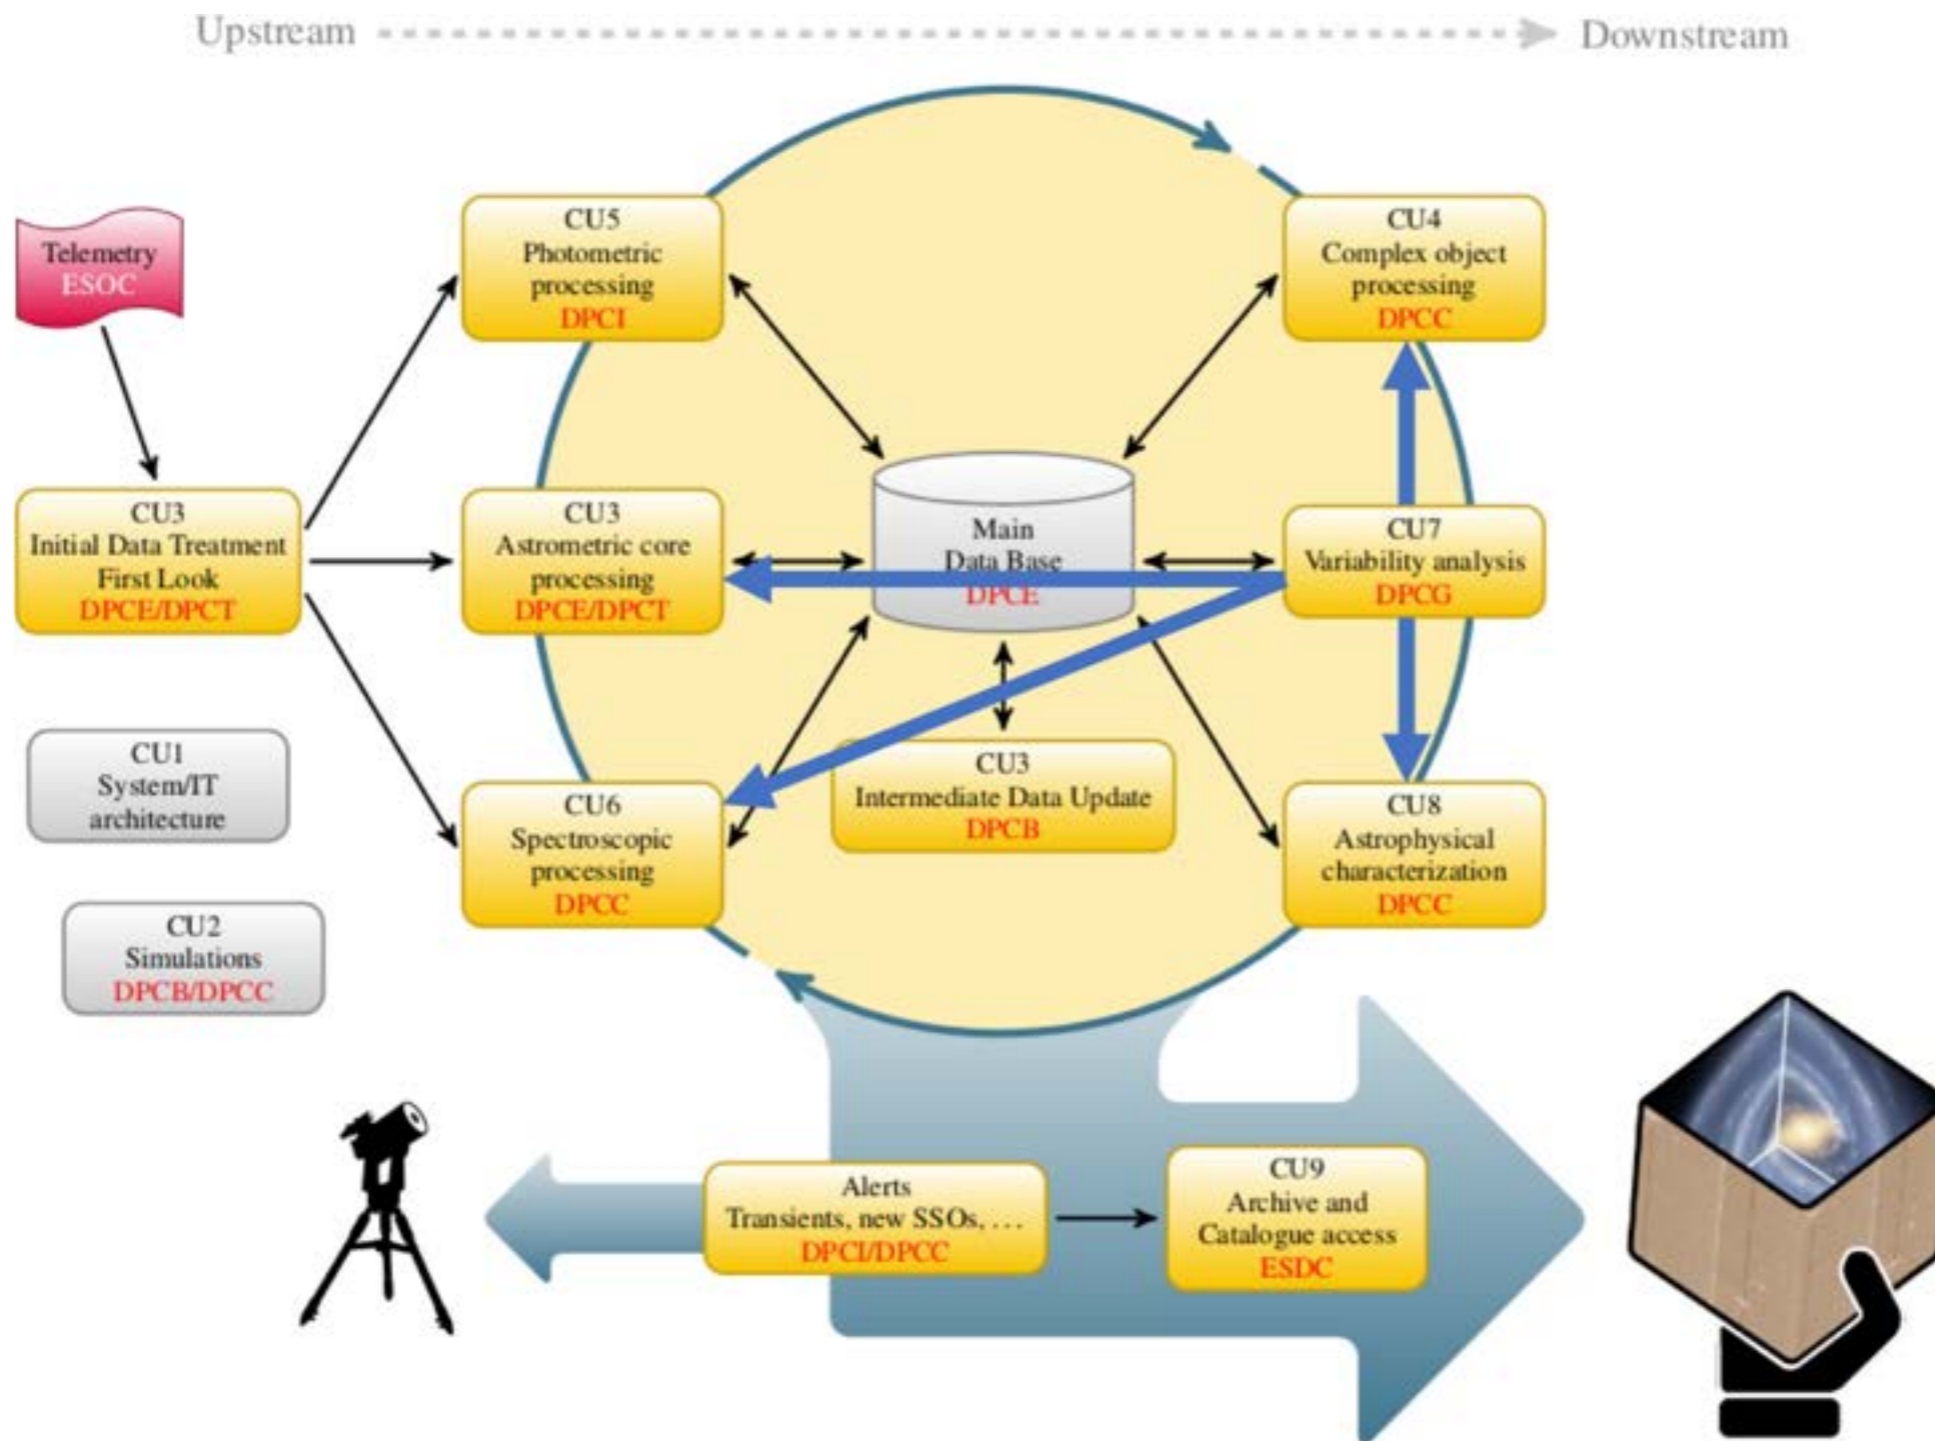 Upstream
Downstream
Telemetry
ESOC
CU5
Photometric
processing
DPCI
CU4
Complex object
processing
DPCC
CU3
Initial Data Treatment
First Look
DPCE/DPCT
CU3
Astrometric core
processing
DPCE/DPCT
Main
Data Base
DPCE
CU7
Variability analysis
DPCG
CU1
System/IT
architecture
CU6
Spectroscopic
processing
DPCC
CU3
Intermediate Data Update
DPCB
CU8
Astrophysical
characterization
DPCC
CU2
Simulations
DPCB/DPCC
Alerts
Transients, new SSOs, ...
DPCI/DPCC
CU9
Archive and
Catalogue access
ESDC